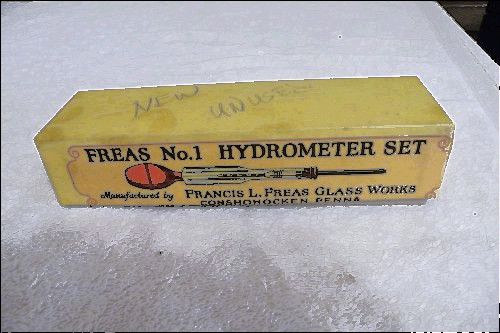 NEW UNUSED
FREAS No.1 HYDROMETER SET
Manufactured by FRANCIS L. FREAS GLASS WORKS
CONSHOHOCKEN PENNA